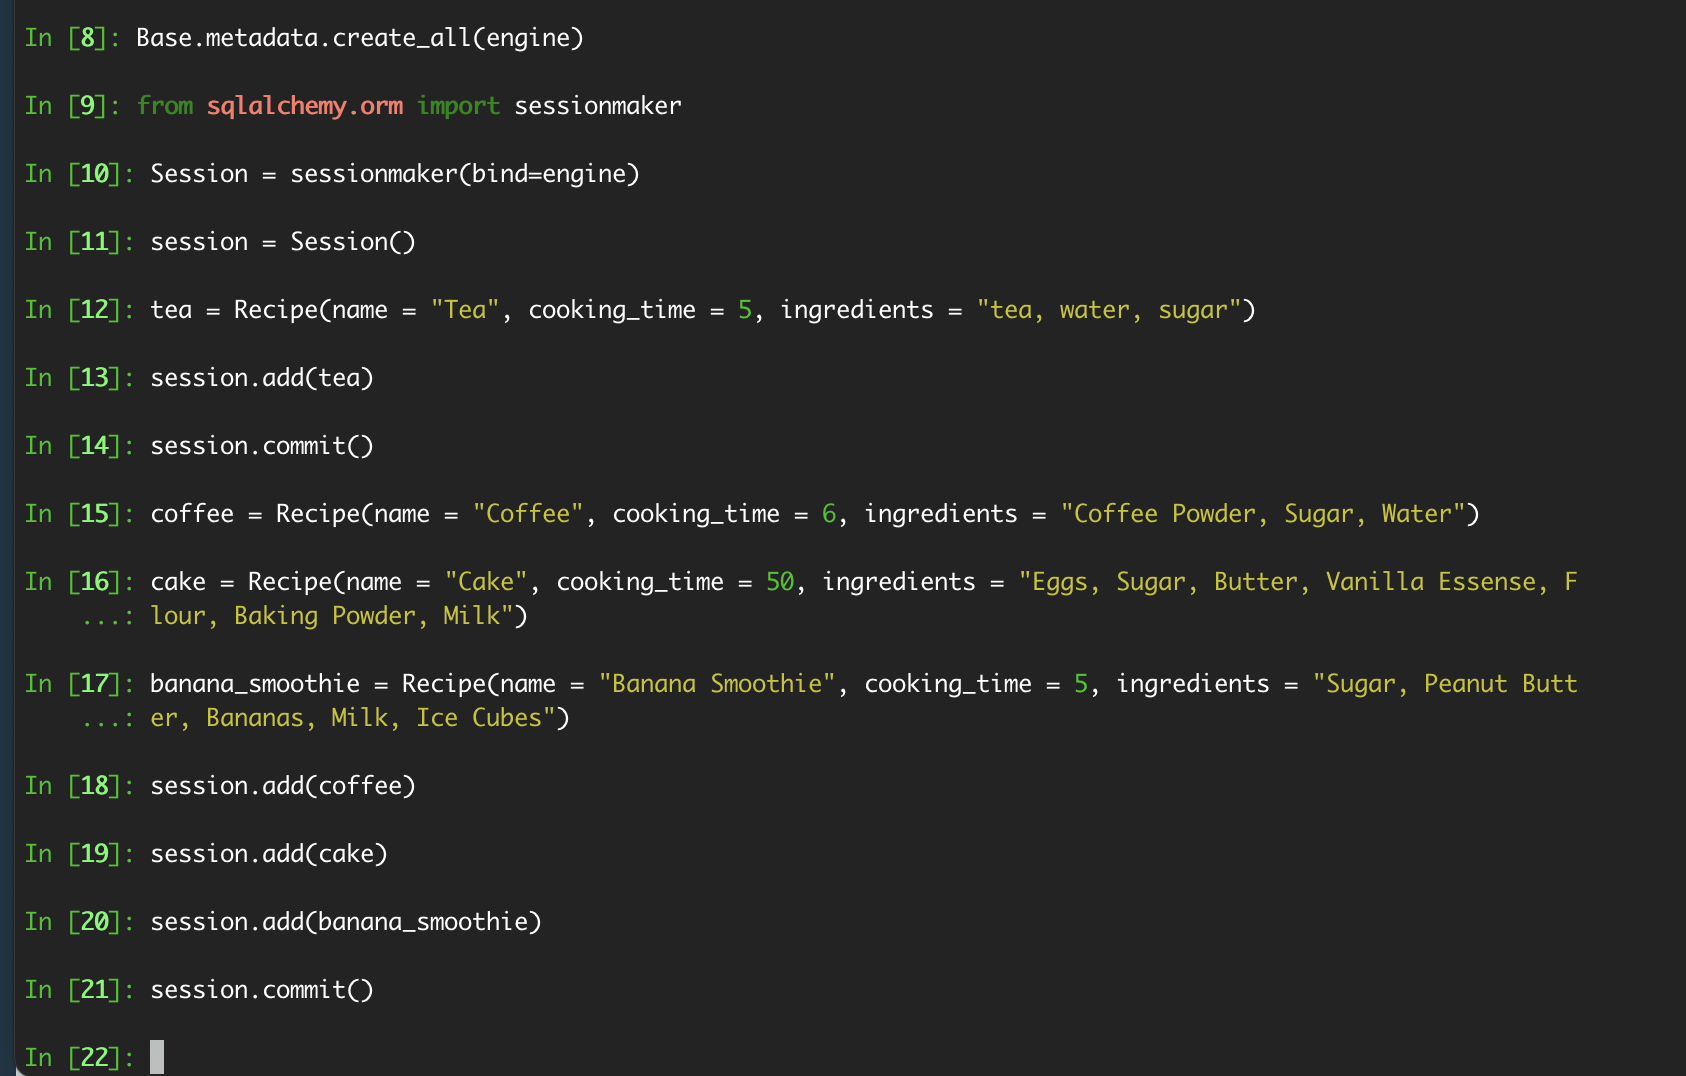 In [8]: Base.metadata.create_all(engine)
In [9]: from sqlalchemy.orm import sessionmaker
In [10]: Session = sessionmaker(bind=engine)
In [11]: session = Session()
In [12]: tea = Recipe(name = "Tea", cooking_time = 5, ingredients = "tea, water, sugar")
In [13]: session.add(tea)
In [14]: session.commit()
In [15]: coffee = Recipe(name = "Coffee", cooking_time = 6, ingredients = "Coffee Powder, Sugar, Water")
In [16]: cake = Recipe(name = "Cake", cooking_time = 50, ingredients = "Eggs, Sugar, Butter, Vanilla Essense, F
...: lour, Baking Powder, Milk")
In [17]: banana_smoothie = Recipe(name = "Banana Smoothie", cooking_time = 5, ingredients = "Sugar, Peanut Butt
...: er, Bananas, Milk, Ice Cubes")
In [18]: session.add(coffee)
In [19]: session.add(cake)
In [20]: session.add(banana_smoothie)
In [21]: session.commit()
In [22]: